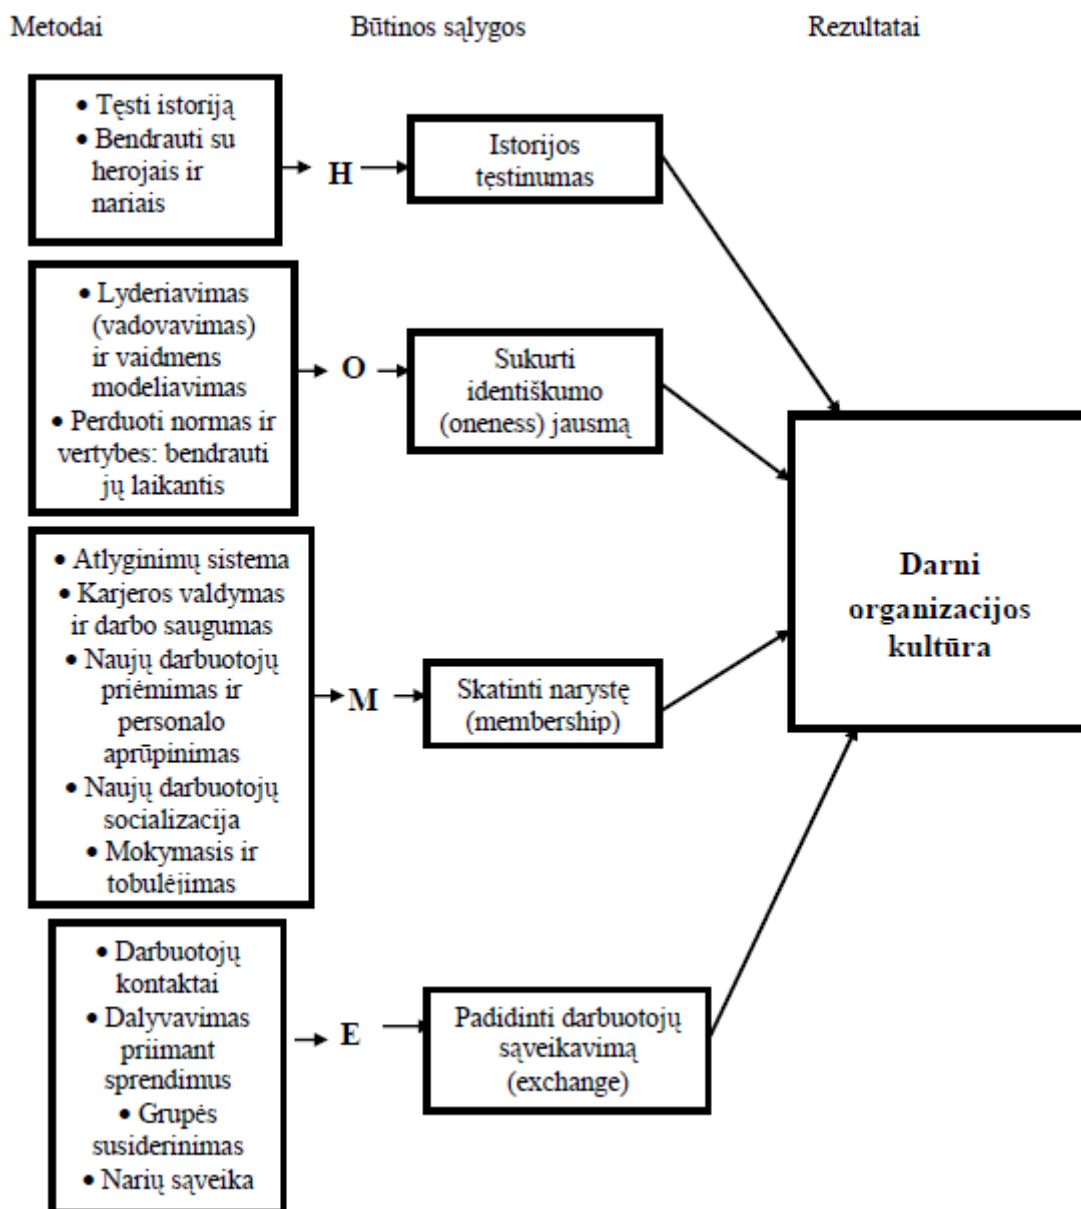 Metodai
Būtinos sąlygos
Rezultatai
• Tęsti istoriją
• Bendrauti su
herojais ir
nariais
H
Istorijos
tęstinumas
• Lyderiavimas
(vadovavimas)
ir vaidmens
modeliavimas
• Perduoti normas ir
vertybes: bendrauti
jų laikantis
O
Sukurti
identiškumo
(oneness) jausmą
Darni
organizacijos
kultūra
• Atlyginimų sistema
• Karjeros valdymas
ir darbo saugumas
• Naujų darbuotojų
priėmimas ir
personalo
aprūpinimas
• Naujų darbuotojų
socializacija
• Mokymasis ir
tobulėjimas
M
Skatinti narystę
(membership)
• Darbuotojų
kontaktai
• Dalyvavimas
priimant
sprendimus
• Grupės
susiderinimas
• Narių sąveika
E
Padidinti darbuotojų
sąveikavimą
(exchange)